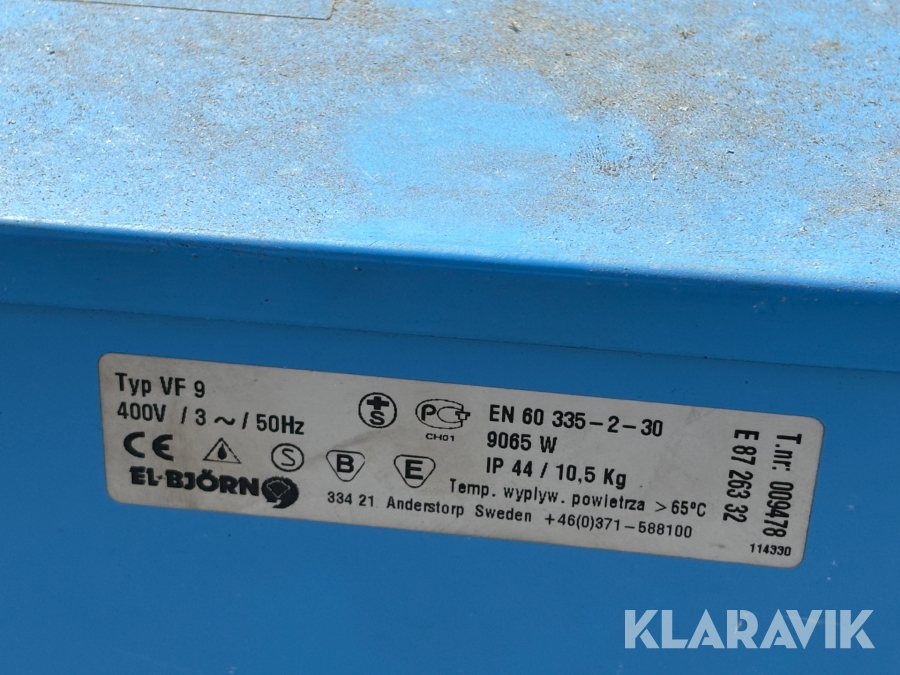 Typ VF 9
400V / 3 ~ / 50Hz
CE
S
B
E
EL-BJÖRN
+S
PCT
CH01
EN 60 335-2-30
9065 W
IP 44 / 10,5 Kg
Temp. wyplyw. powietrza > 65°C
334 21 Anderstorp Sweden +46(0)371-588100
T.nr. 009478
E 87 263 32
114330
KLARAVIK